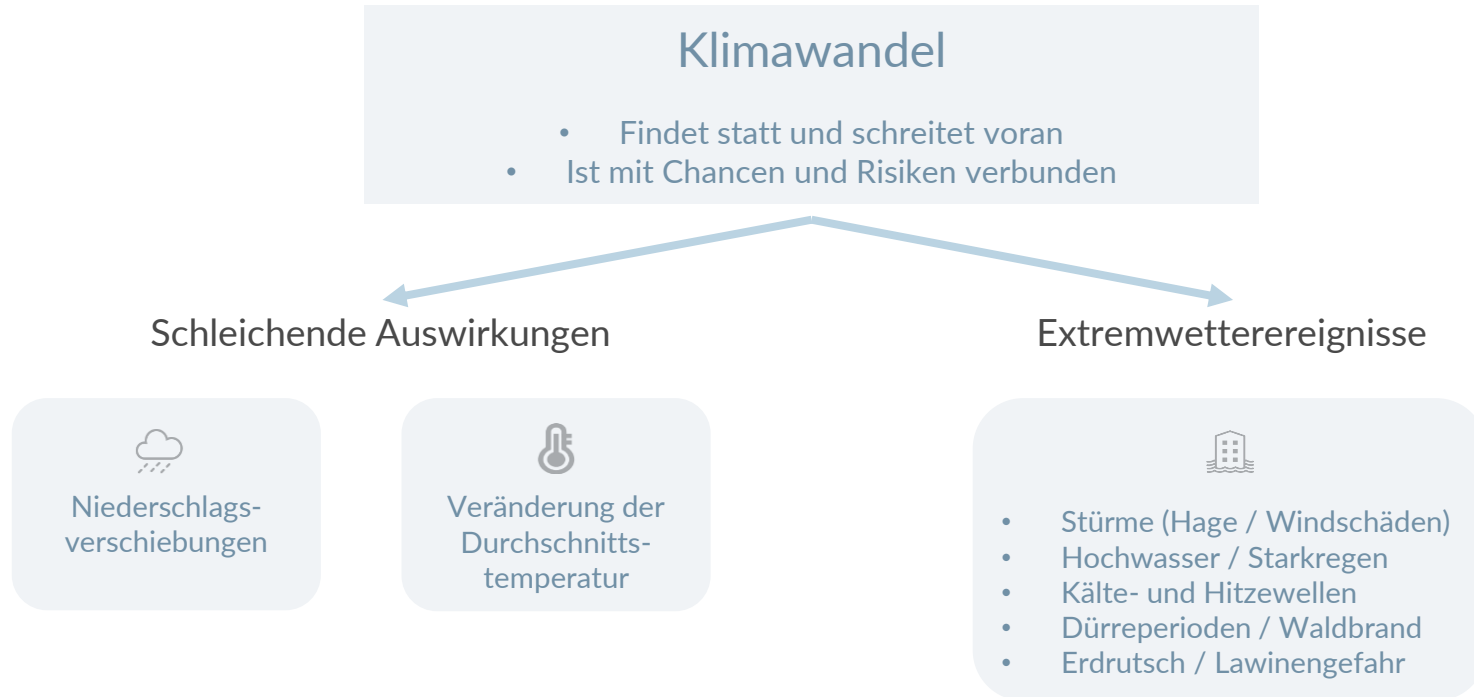 Klimawandel
• Findet statt und schreitet voran
• Ist mit Chancen und Risiken verbunden
Schleichende Auswirkungen
Extremwetterereignisse
Niederschlags-
verschiebungen
Veränderung der
Durchschnitts-
temperatur
• Stürme (Hage / Windschäden)
• Hochwasser / Starkregen
• Kälte- und Hitzewellen
• Dürreperioden / Waldbrand
• Erdrutsch / Lawinengefahr